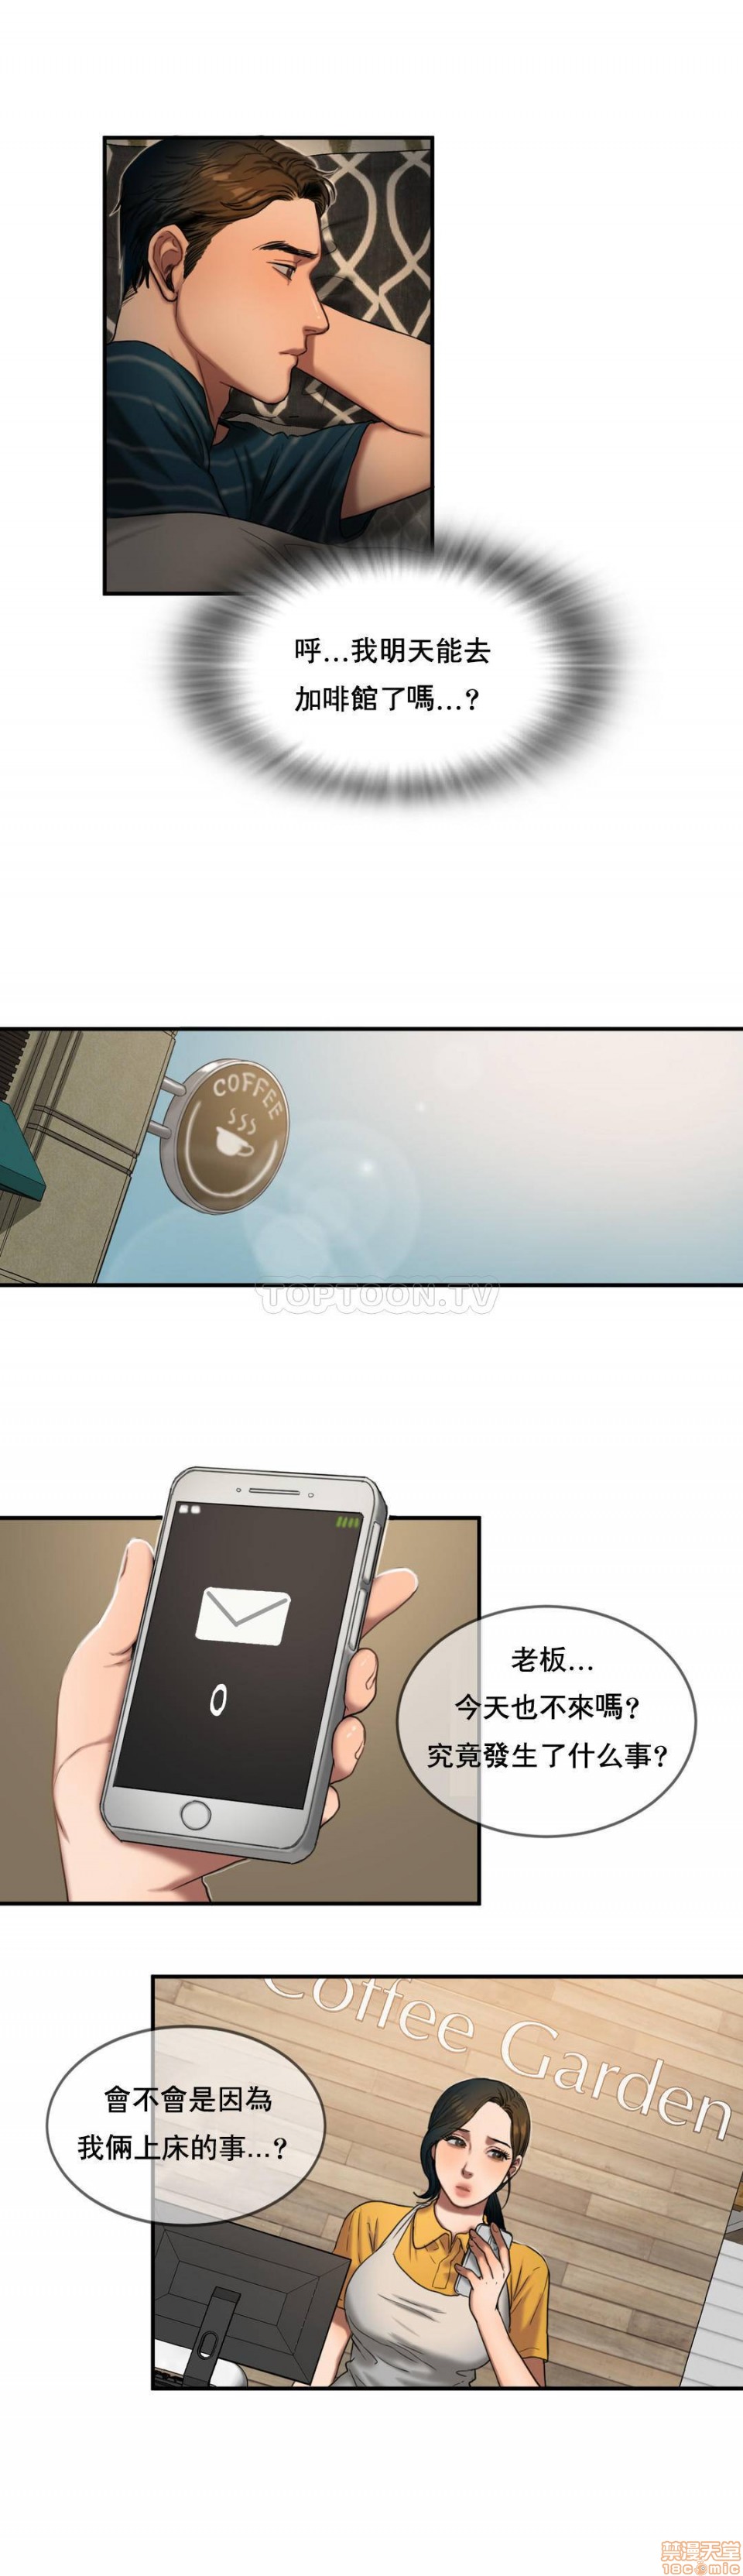 呼...我明天能去
加啡館了嗎...?
COFFEE
TOPTOON.TV
0
老板...
今天也不來嗎?
究竟發生了什么事?
Coffee Garden
會不會是因為
我倆上床的事...?
禁漫天堂
18comic